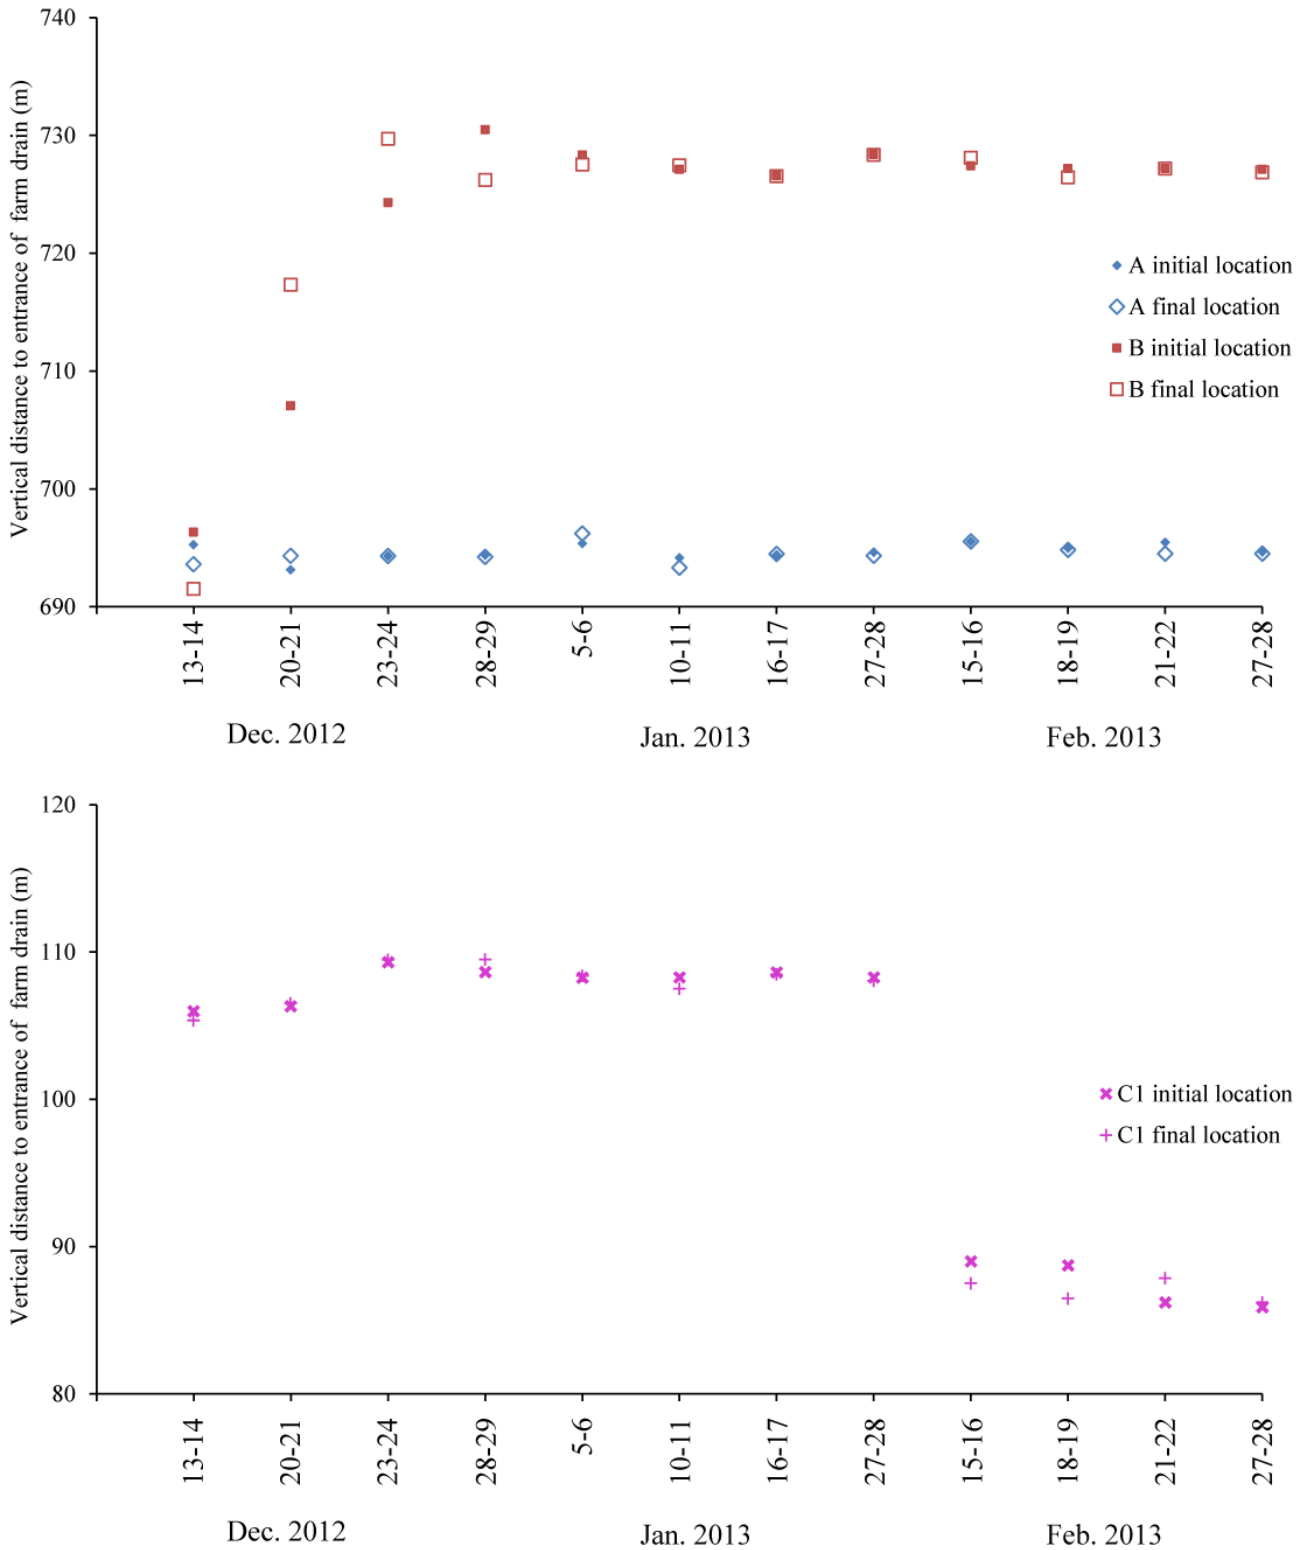 Vertical distance to entrance of farm drain (m)
740
730
720
710
700
690
A initial location
A final location
B initial location
B final location
13-14
20-21
23-24
28-29
5-6
10-11
16-17
27-28
15-16
18-19
21-22
27-28
Dec. 2012
Jan. 2013
Feb. 2013
Vertical distance to entrance of farm drain (m)
120
110
100
90
80
C1 initial location
C1 final location
13-14
20-21
23-24
28-29
5-6
10-11
16-17
27-28
15-16
18-19
21-22
27-28
Dec. 2012
Jan. 2013
Feb. 2013